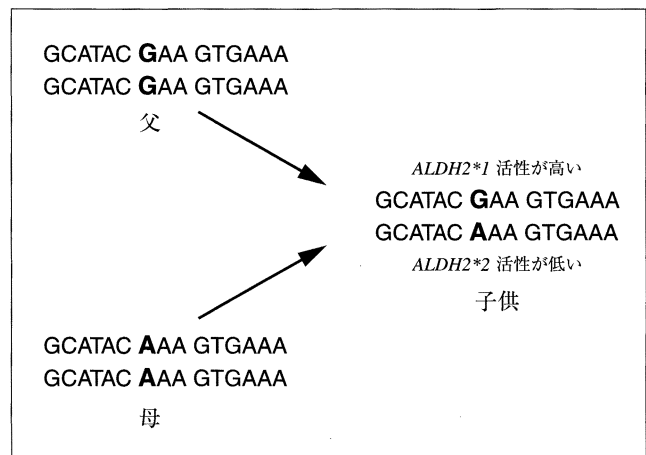 GCATAC GAA GTGAAA
GCATAC GAA GTGAAA
父
ALDH2*1 活性が高い
GCATAC GAA GTGAAA
GCATAC AAA GTGAAA
ALDH2*2 活性が低い
子供
GCATAC AAA GTGAAA
GCATAC AAA GTGAAA
母